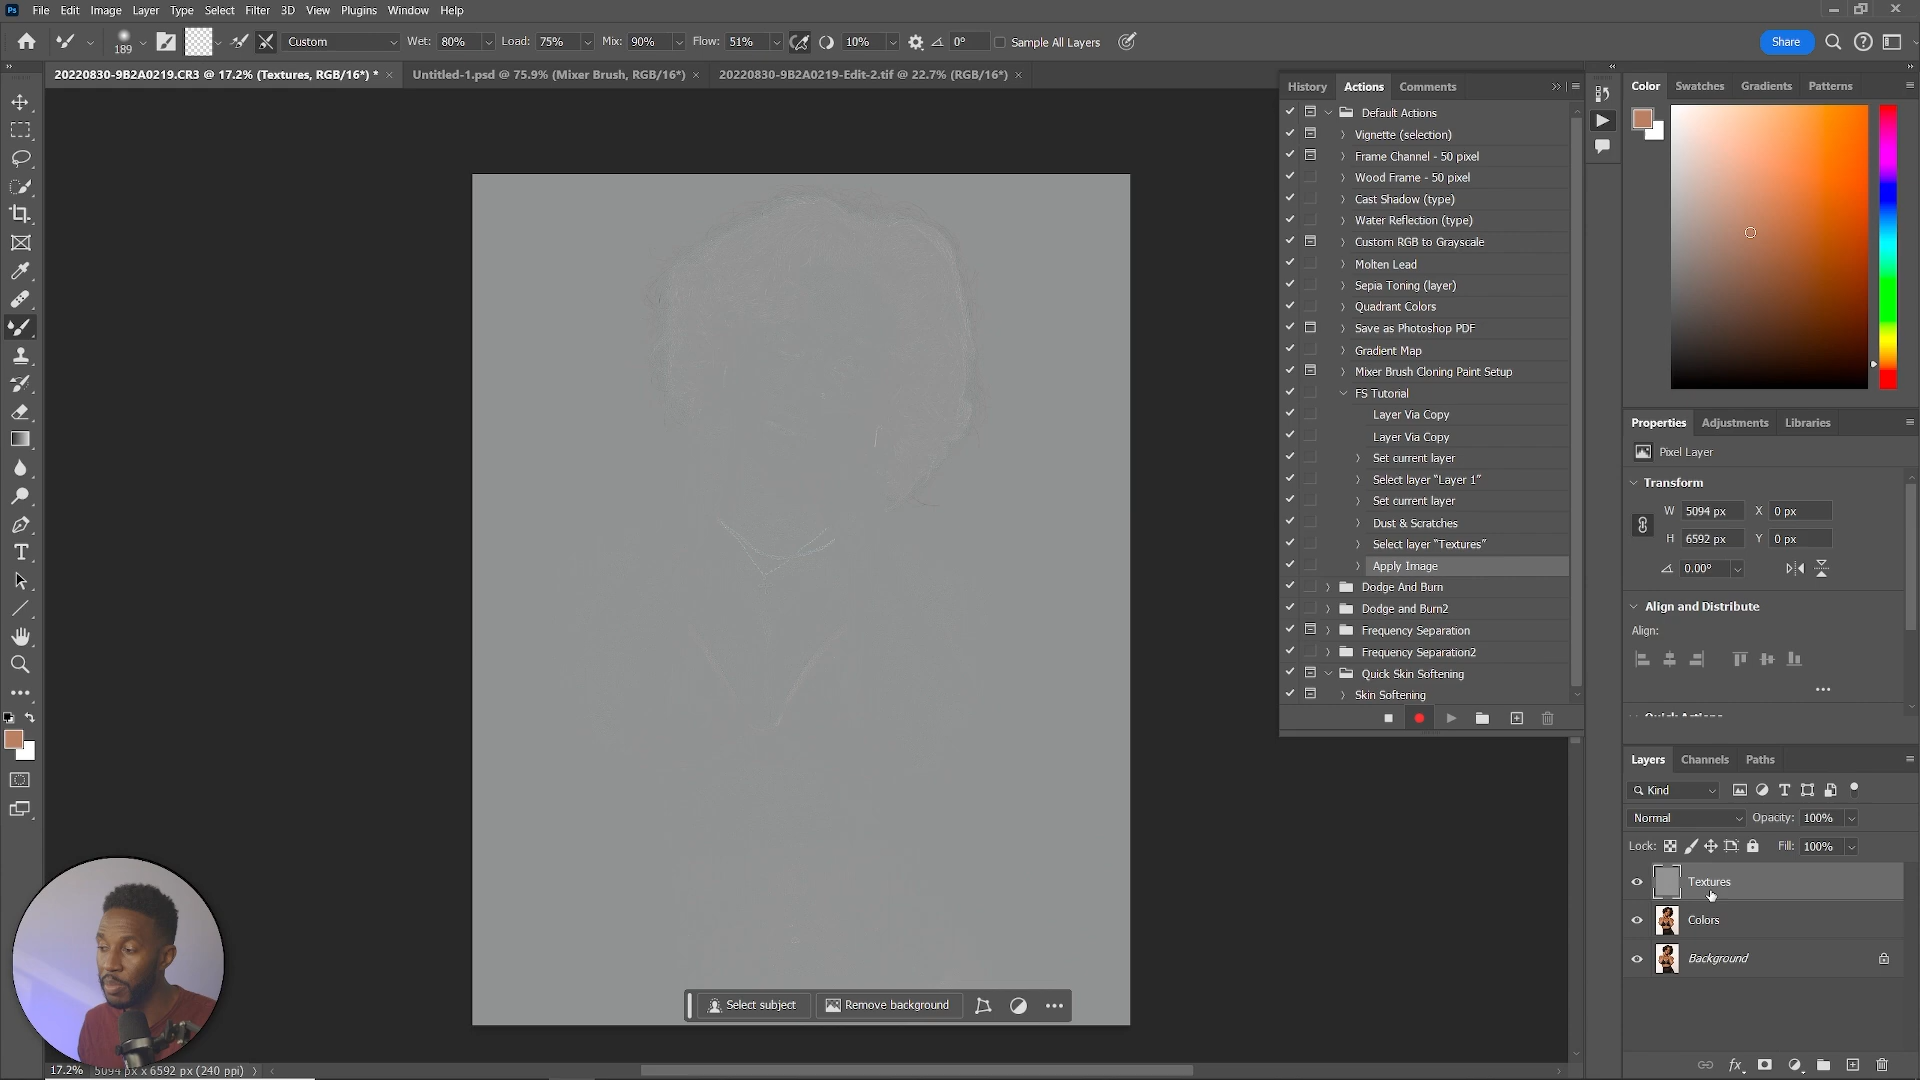 Ps File Edit Image Layer Type Select Filter 3D View Plugins Window Help
189 Custom Wet: 80% Load: 75% Mix: 90% Flow: 51% 10% 0° Sample All Layers Share
20220830-9B2A0219.CR3 @ 17.2% (Textures, RGB/16*) * Untitled-1.psd @ 75.9% (Mixer Brush, RGB/16*) 20220830-9B2A0219-Edit-2.tif @ 22.7% (RGB/16*)
History Actions Comments
Default Actions
Vignette (selection)
Frame Channel - 50 pixel
Wood Frame - 50 pixel
Cast Shadow (type)
Water Reflection (type)
Custom RGB to Grayscale
Molten Lead
Sepia Toning (layer)
Quadrant Colors
Save as Photoshop PDF
Gradient Map
Mixer Brush Cloning Paint Setup
FS Tutorial
Layer Via Copy
Layer Via Copy
Set current layer
Select layer “Layer 1”
Set current layer
Dust & Scratches
Select layer “Textures”
Apply Image
Dodge And Burn
Dodge and Burn2
Frequency Separation
Frequency Separation2
Quick Skin Softening
Skin Softening
Color Swatches Gradients Patterns
Properties Adjustments Libraries
Pixel Layer
Transform
W 5094 px X 0 px
H 6592 px Y 0 px
0.00°
Align and Distribute
Align:
Quick Actions
Layers Channels Paths
Kind
Normal Opacity: 100%
Lock: Fill: 100%
Textures
Colors
Background
Select subject Remove background
17.2% 5094 px x 6592 px (240 ppi)